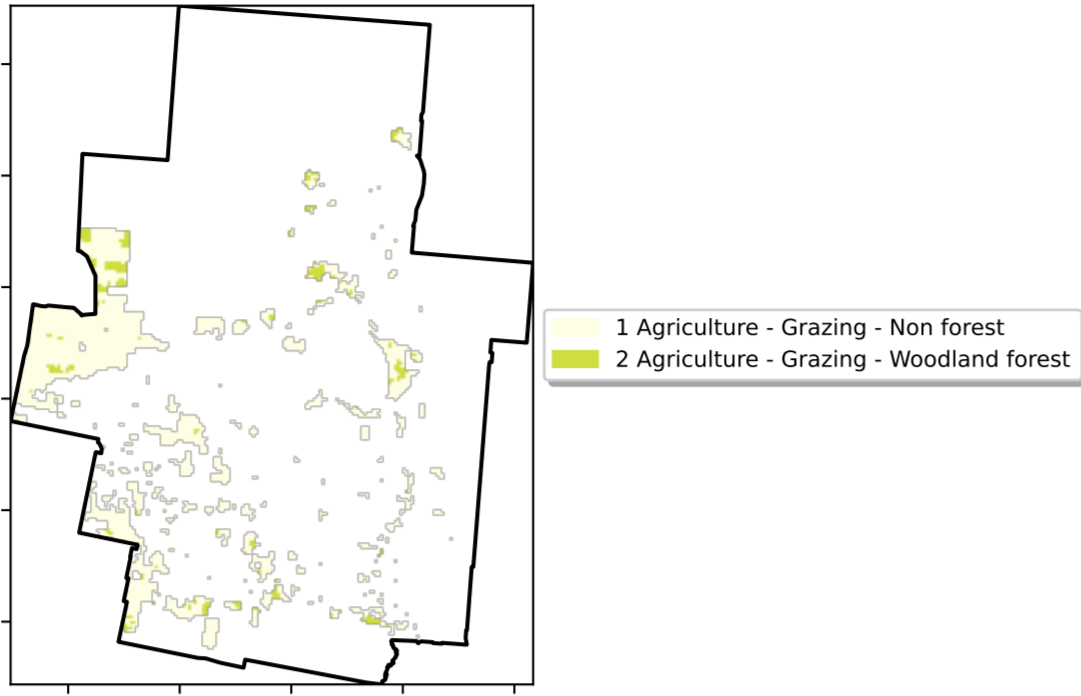 1 Agriculture - Grazing - Non forest
2 Agriculture - Grazing - Woodland forest